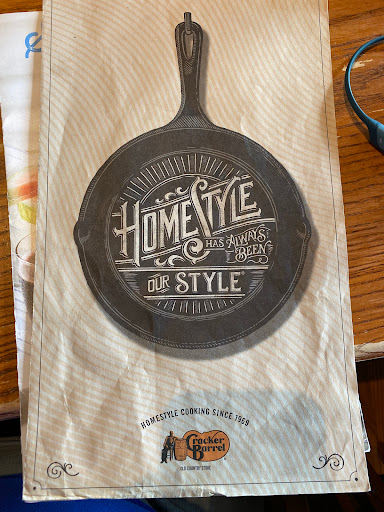 HOMESTYLE
HAS ALWAYS
BEEN
OUR STYLE®
HOMESTYLE COOKING SINCE 1969
Cracker
Barrel
OLD COUNTRY STORE